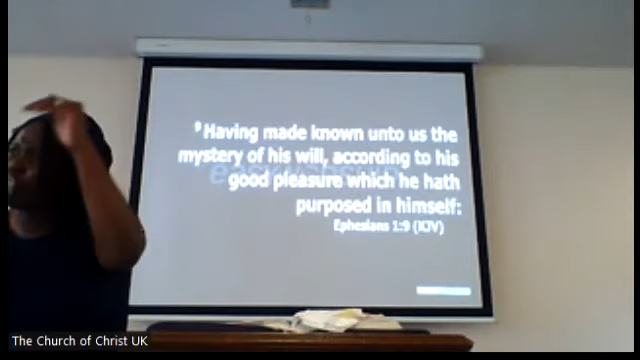 ⁹ Having made known unto us the
mystery of his will, according to his
good pleasure which he hath
purposed in himself:
Ephesians 1:9 (KJV)
The Church of Christ UK